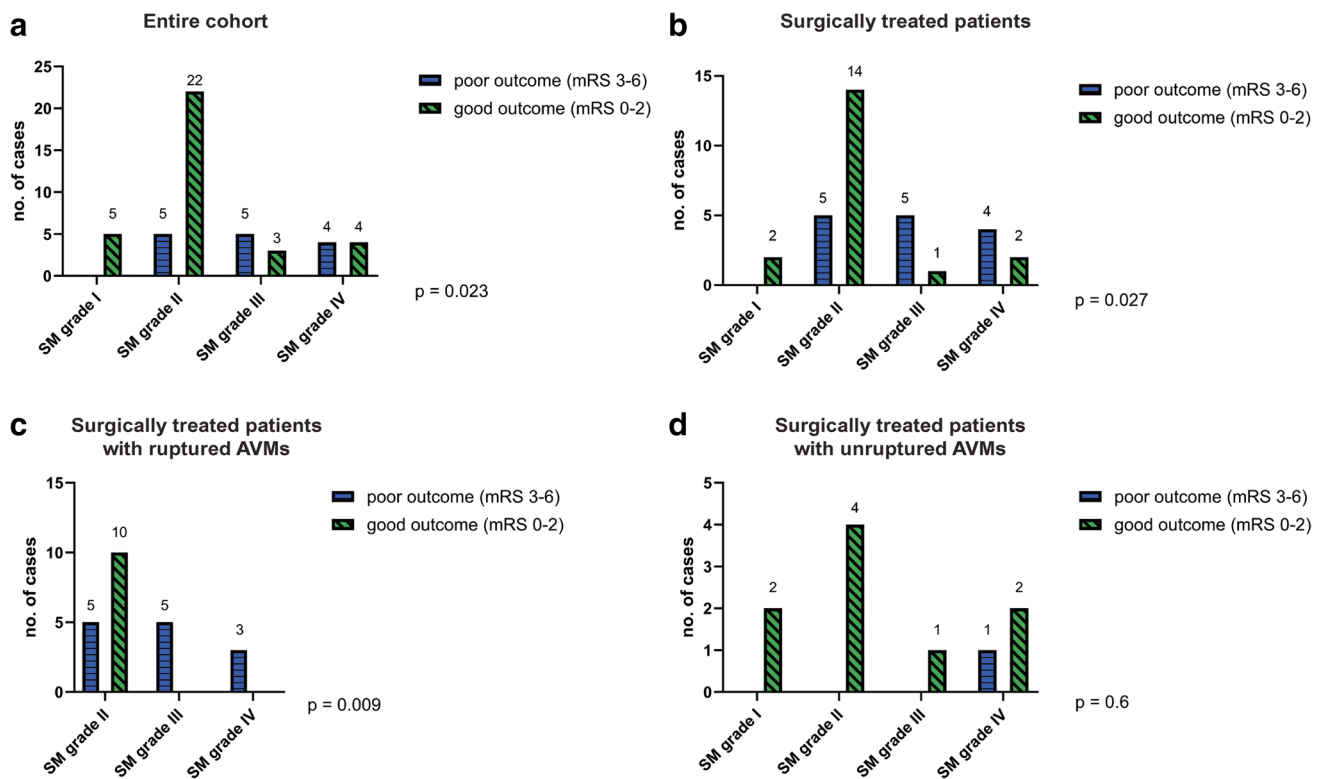 a
Entire cohort
25
20
15
10
5
0
no. of cases
5
5
22
5
3
4
4
SM grade I
SM grade II
SM grade III
SM grade IV
poor outcome (mRS 3-6)
good outcome (mRS 0-2)
p = 0.023
b
Surgically treated patients
15
10
5
0
no. of cases
2
5
14
5
1
4
2
SM grade I
SM grade II
SM grade III
SM grade IV
poor outcome (mRS 3-6)
good outcome (mRS 0-2)
p = 0.027
c
Surgically treated patients
with ruptured AVMs
15
10
5
0
no. of cases
5
10
5
3
SM grade II
SM grade III
SM grade IV
poor outcome (mRS 3-6)
good outcome (mRS 0-2)
p = 0.009
d
Surgically treated patients
with unruptured AVMs
5
4
3
2
1
0
no. of cases
2
4
1
1
2
SM grade I
SM grade II
SM grade III
SM grade IV
poor outcome (mRS 3-6)
good outcome (mRS 0-2)
p = 0.6